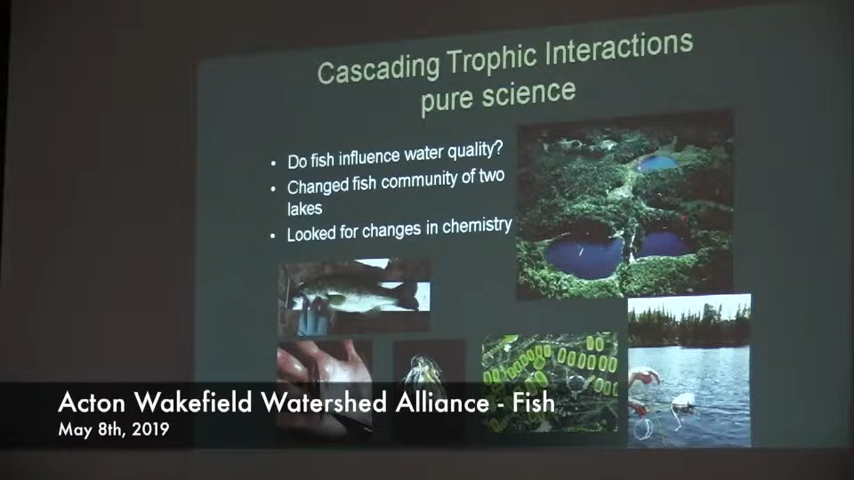 Cascading Trophic Interactions
pure science
• Do fish influence water quality?
• Changed fish community of two
lakes
• Looked for changes in chemistry
Acton Wakefield Watershed Alliance - Fish
May 8th, 2019